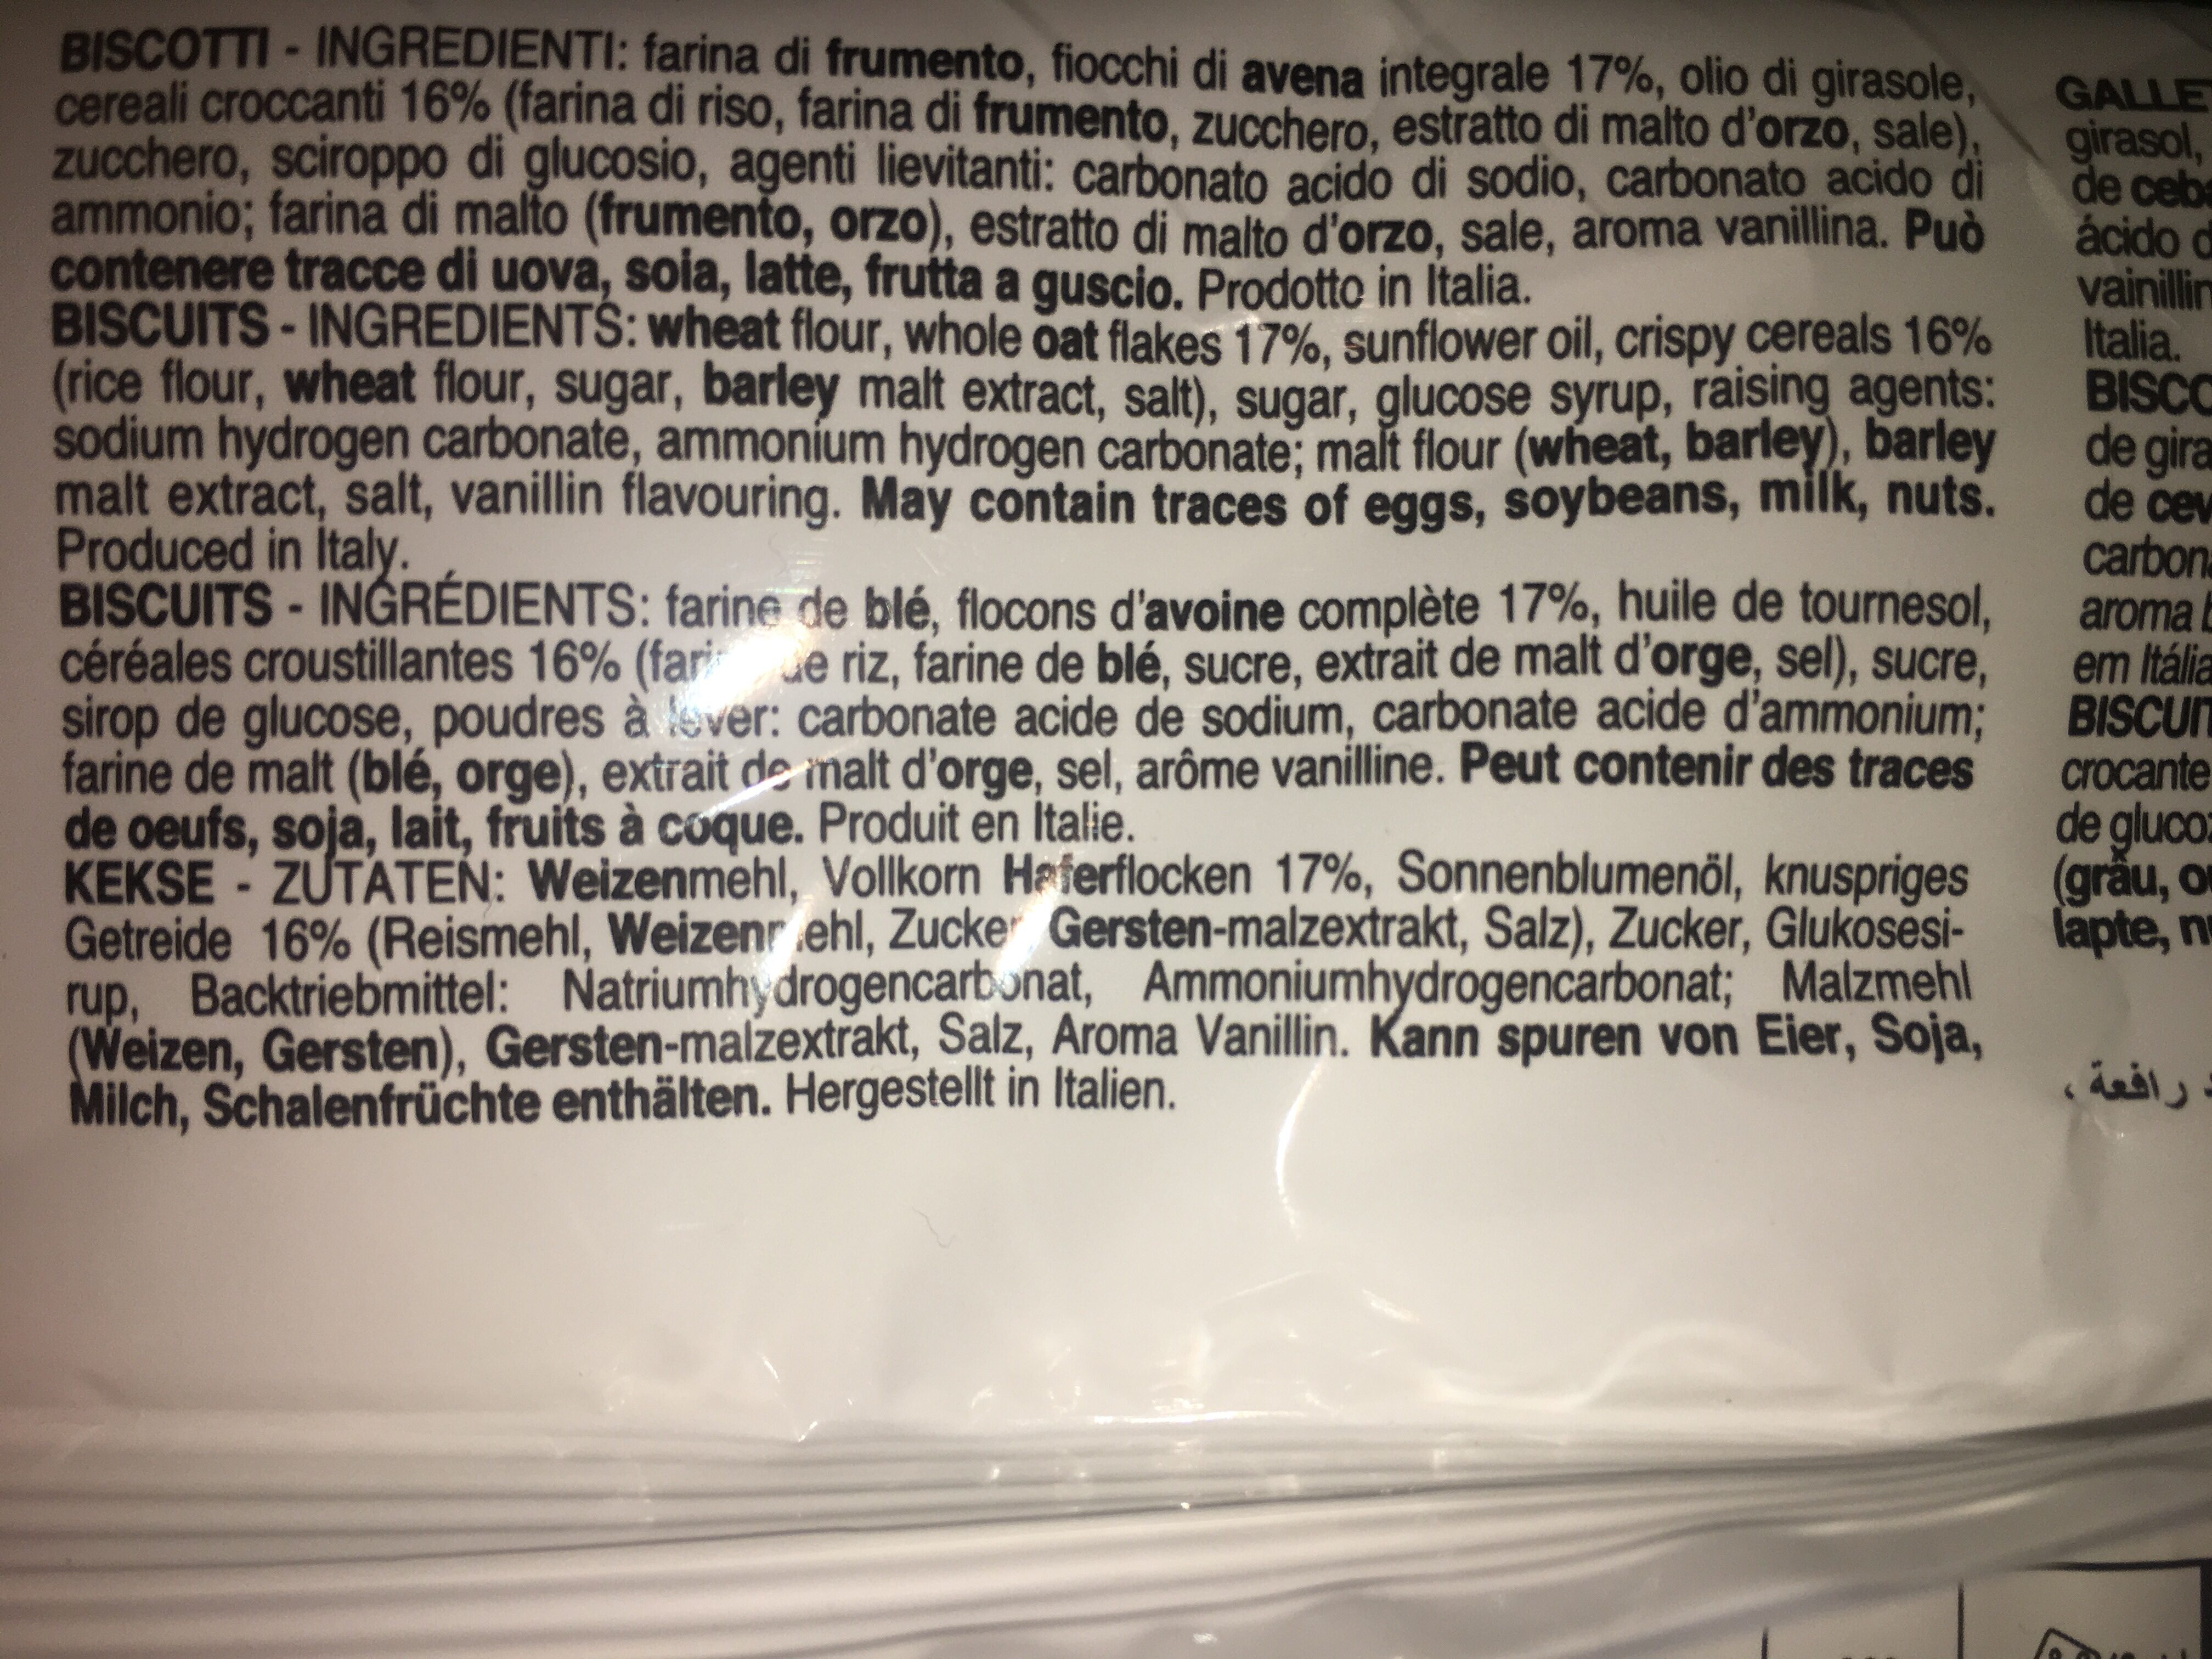 BISCOTTI - INGREDIENTI: farina di frumento, fiocchi di avena integrale 17%, olio di girasole,
cereali croccanti 16% (farina di riso, farina di frumento, zucchero, estratto di malto d'orzo, sale),
zucchero, sciroppo di glucosio, agenti lievitanti: carbonato acido di sodio, carbonato acido di
ammonio; farina di malto (frumento, orzo), estratto di malto d'orzo, sale, aroma vanillina. Può
contenere tracce di uova, soia, latte, frutta a guscio. Prodotto in Italia.
BISCUITS - INGREDIENTS: wheat flour, whole oat flakes 17%, sunflower oil, crispy cereals 16%
(rice flour, wheat flour, sugar, barley malt extract, salt), sugar, glucose syrup, raising agents:
sodium hydrogen carbonate, ammonium hydrogen carbonate; malt flour (wheat, barley), barley
malt extract, salt, vanillin flavouring. May contain traces of eggs, soybeans, milk, nuts.
Produced in Italy.
BISCUITS - INGRÉDIENTS: farine de blé, flocons d'avoine complète 17%, huile de tournesol,
céréales croustillantes 16% (farine de riz, farine de blé, sucre, extrait de malt d'orge, sel), sucre,
sirop de glucose, poudres à lever: carbonate acide de sodium, carbonate acide d'ammonium;
farine de malt (blé, orge), extrait de malt d'orge, sel, arôme vanilline. Peut contenir des traces
de oeufs, soja, lait, fruits à coque. Produit en Italie.
KEKSE - ZUTATEN: Weizenmehl, Vollkorn Haferflocken 17%, Sonnenblumenöl, knuspriges
Getreide 16% (Reismehl, Weizenmehl, Zucker, Gersten-malzextrakt, Salz), Zucker, Glukosesi-
rup, Backtriebmittel: Natriumhydrogencarbonat, Ammoniumhydrogencarbonat; Malzmehl
(Weizen, Gersten), Gersten-malzextrakt, Salz, Aroma Vanillin. Kann spuren von Eier, Soja,
Milch, Schalenfrüchte enthälten. Hergestellt in Italien.
girasol,
de
ácido
Italia.
de
de
em Itália
crocante
de
(grâu,
lapte,
رافعة ،